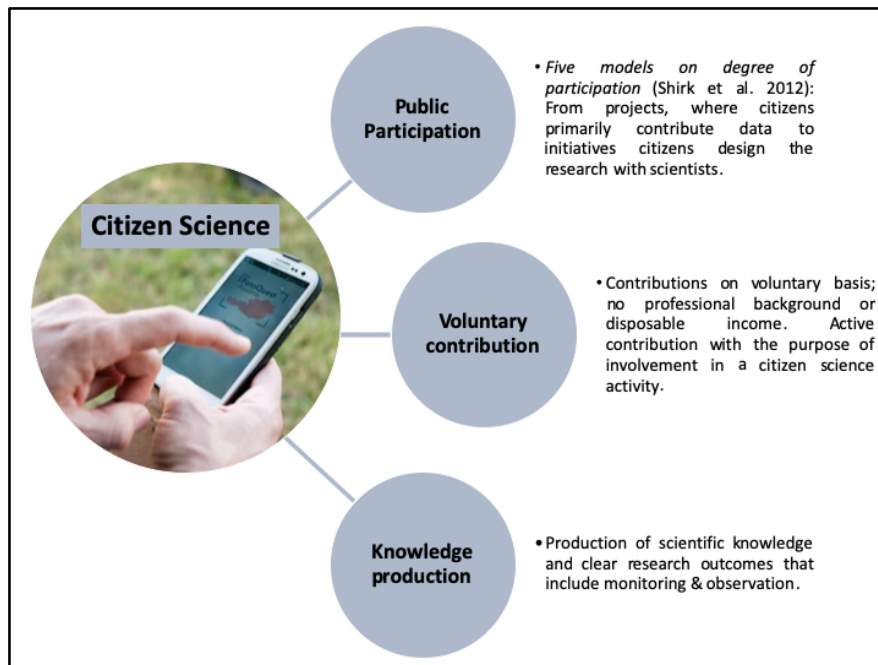 Public
Participation
• Five models on degree of
participation (Shirk et al. 2012):
From projects, where citizens
primarily contribute data to
initiatives citizens design the
research with scientists.
Citizen Science
Voluntary
contribution
• Contributions on voluntary basis;
no professional background or
disposable income. Active
contribution with the purpose of
involvement in a citizen science
activity.
Knowledge
production
• Production of scientific knowledge
and clear research outcomes that
include monitoring & observation.